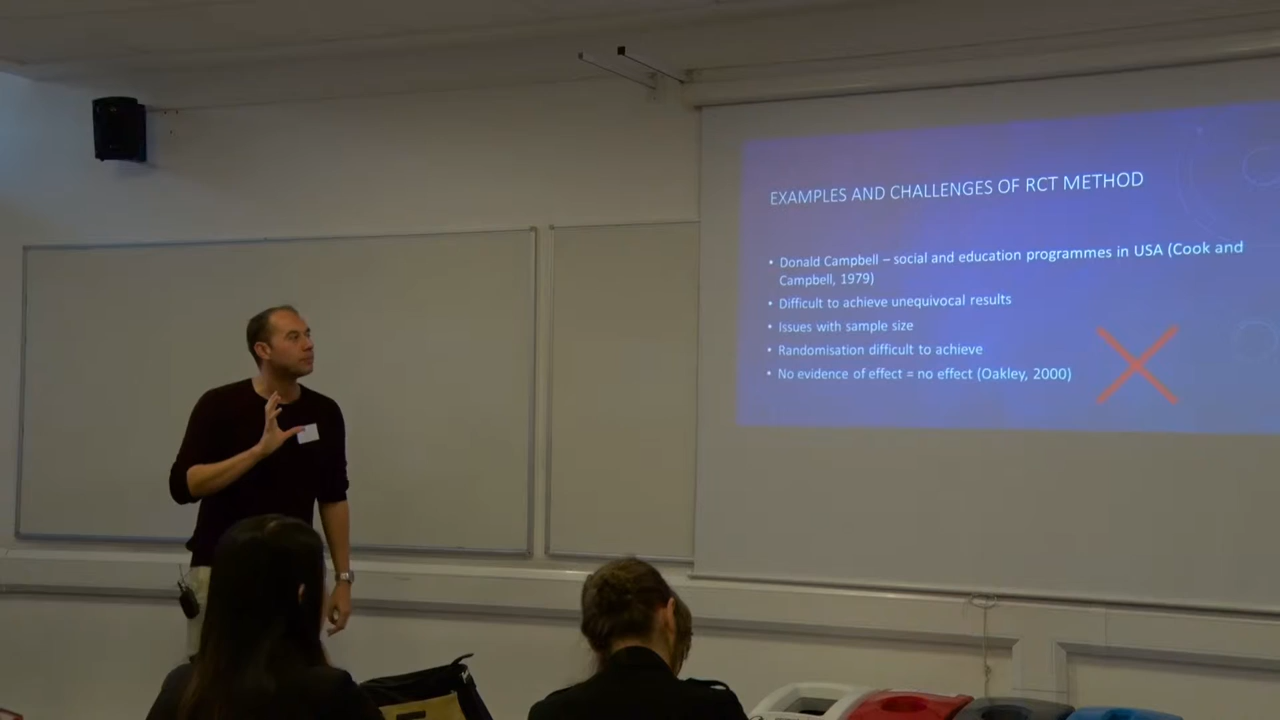 EXAMPLES AND CHALLENGES OF RCT METHOD
• Donald Campbell – social and education programmes in USA (Cook and
Campbell, 1979)
• Difficult to achieve unequivocal results
• Issues with sample size
• Randomisation difficult to achieve
• No evidence of effect = no effect (Oakley, 2000)